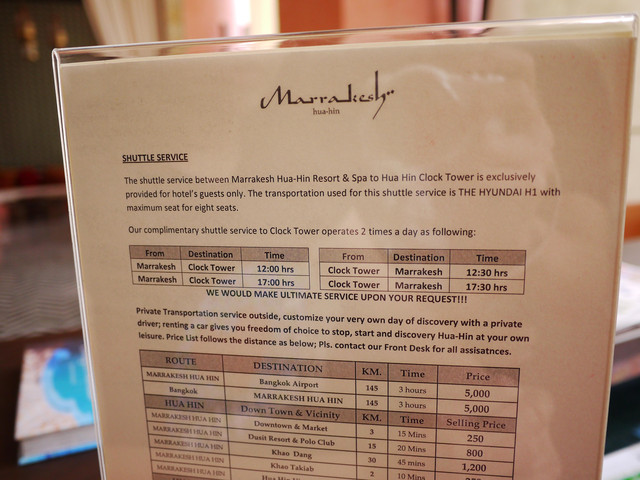 Marrakesh
hua-hin
SHUTTLE SERVICE
The shuttle service between Marrakesh Hua-Hin Resort & Spa to Hua Hin Clock Tower is exclusively
provided for hotel's guests only. The transportation used for this shuttle service is THE HYUNDAI H1 with
maximum seat for eight seats.
Our complimentary shuttle service to Clock Tower operates 2 times a day as following:
From Destination Time From Destination Time
Marrakesh Clock Tower 12:00 hrs Clock Tower Marrakesh 12:30 hrs
Marrakesh Clock Tower 17:00 hrs Clock Tower Marrakesh 17:30 hrs
WE WOULD MAKE ULTIMATE SERVICE UPON YOUR REQUEST!!!
Private Transportation service outside, customize your very own day of discovery with a private
driver; renting a car gives you freedom of choice to stop, start and discovery Hua-Hin at your own
leisure. Price List follows the distance as below; Pls. contact our Front Desk for all assisatnces.
ROUTE DESTINATION KM. Time Price
MARRAKESH HUA HIN Bangkok Airport 145 3 hours 5,000
Bangkok MARRAKESH HUA HIN 145 3 hours 5,000
HUA HIN Down Town & Vicinity KM. Time Selling Price
MARRAKESH HUA HIN Downtown & Market 3 15 Mins 250
MARRAKESH HUA HIN Dusit Resort & Polo Club 15 20 Mins 800
MARRAKESH HUA HIN Khao Dang 30 45 mins 1,200
MARRAKESH HUA HIN Khao Takiab 2 10 Mins